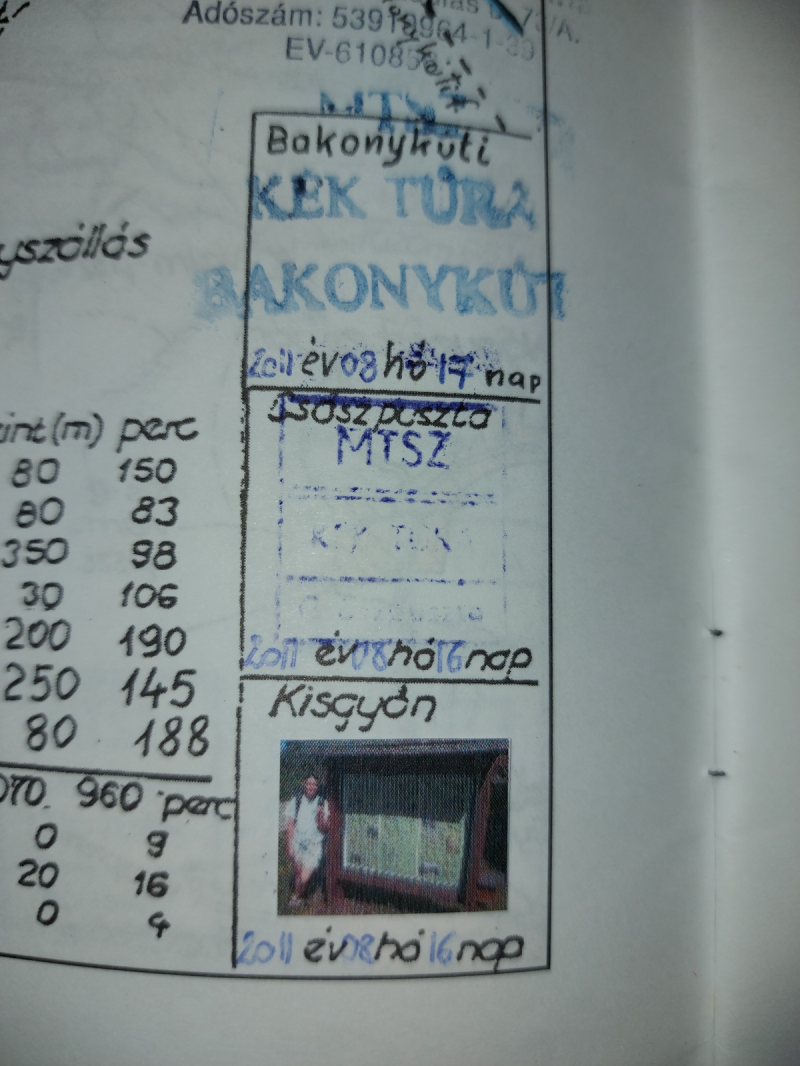 Adószám: 53919964-1-39
EV-6108
MTSZ
Bakonykúti
KÉK TÚRA
BAKONYKÚT
2011 év 08 hó 17 nap
yszállás
Csószpuszta
MTSZ
KÉK TÚRA
2011 év 08 hó 16 nap
Kisgyón
2011 év 08 hó 16 nap
zint(m) perc
80 150
80 83
350 98
30 106
200 190
250 145
80 188
070. 960 perc
0 9
20 16
0 4